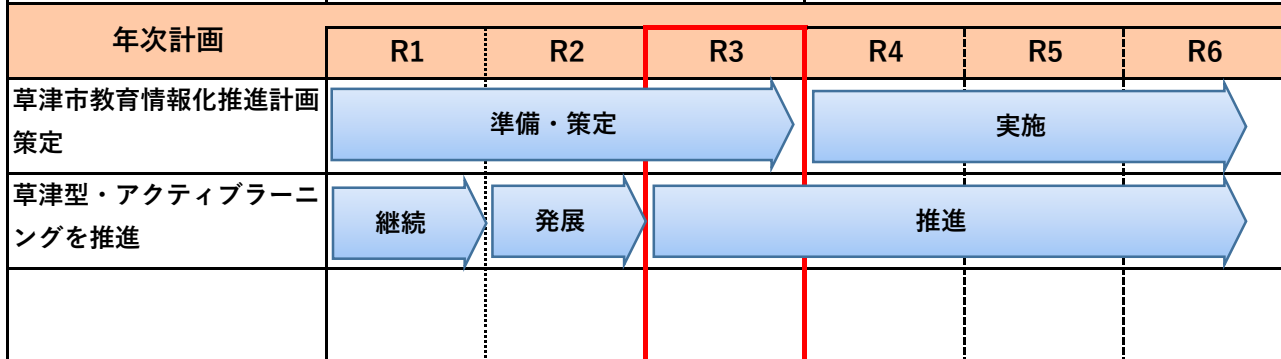 年次計画
R1 R2 R3 R4 R5 R6
草津市教育情報化推進計画
策定
準備・策定 実施
草津型・アクティブラーニ
ングを推進
継続 発展 推進